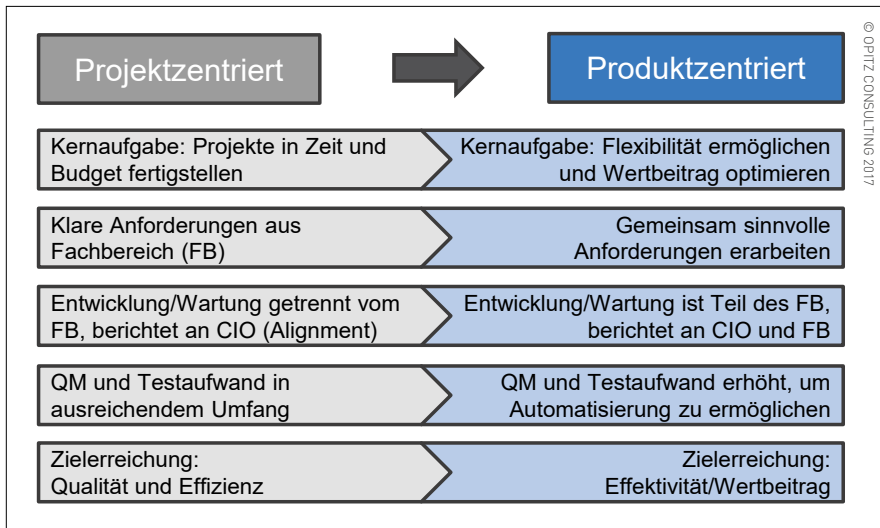 Projektzentriert
Produktzentriert
Kernaufgabe: Projekte in Zeit und
Budget fertigstellen
Kernaufgabe: Flexibilität ermöglichen
und Wertbeitrag optimieren
Klare Anforderungen aus
Fachbereich (FB)
Gemeinsam sinnvolle
Anforderungen erarbeiten
Entwicklung/Wartung getrennt vom
FB, berichtet an CIO (Alignment)
Entwicklung/Wartung ist Teil des FB,
berichtet an CIO und FB
QM und Testaufwand in
ausreichendem Umfang
QM und Testaufwand erhöht, um
Automatisierung zu ermöglichen
Zielerreichung:
Qualität und Effizienz
Zielerreichung:
Effektivität/Wertbeitrag
© OPITZ CONSULTING 2017